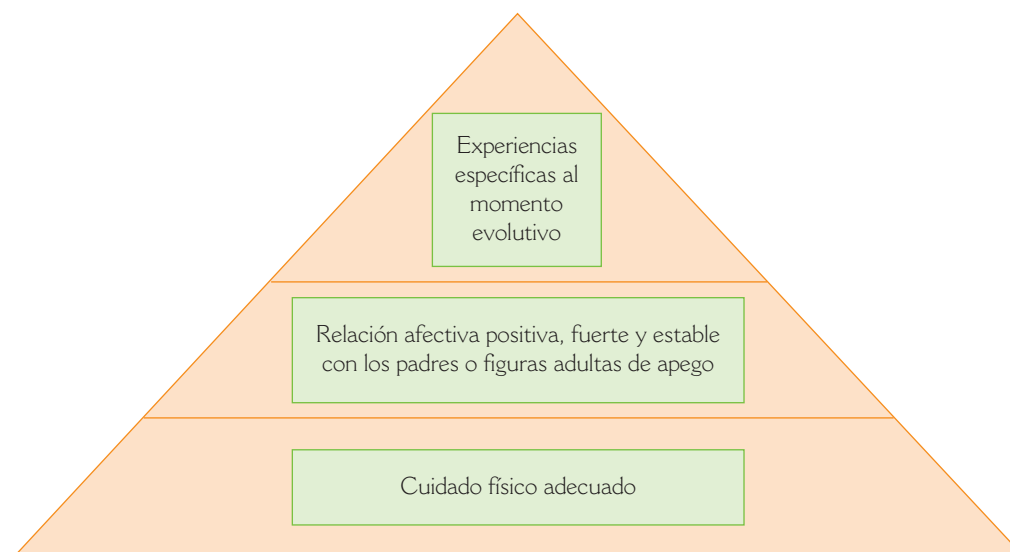 Experiencias
específicas al
momento
evolutivo
Relación afectiva positiva, fuerte y estable
con los padres o figuras adultas de apego
Cuidado físico adecuado